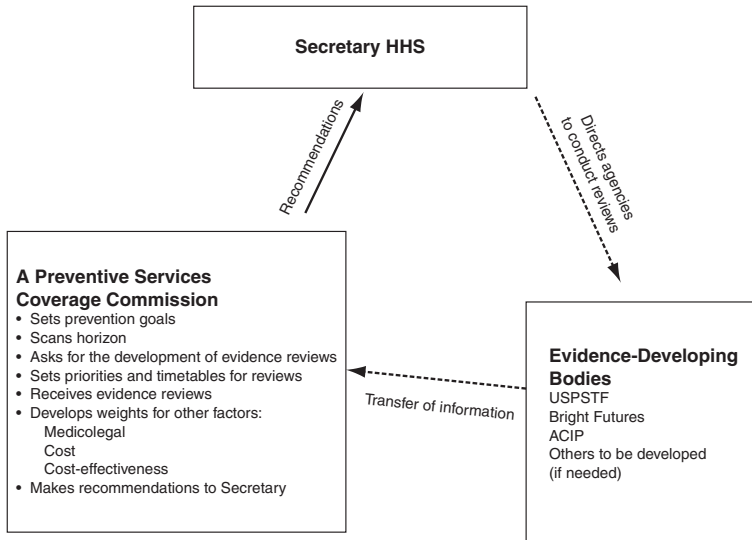 Secretary HHS
Recommendations
Directs agencies
to conduct reviews
A Preventive Services
Coverage Commission
• Sets prevention goals
• Scans horizon
• Asks for the development of evidence reviews
• Sets priorities and timetables for reviews
• Receives evidence reviews
• Develops weights for other factors:
Medicolegal
Cost
Cost-effectiveness
• Makes recommendations to Secretary
Transfer of information
Evidence-Developing
Bodies
USPSTF
Bright Futures
ACIP
Others to be developed
(if needed)